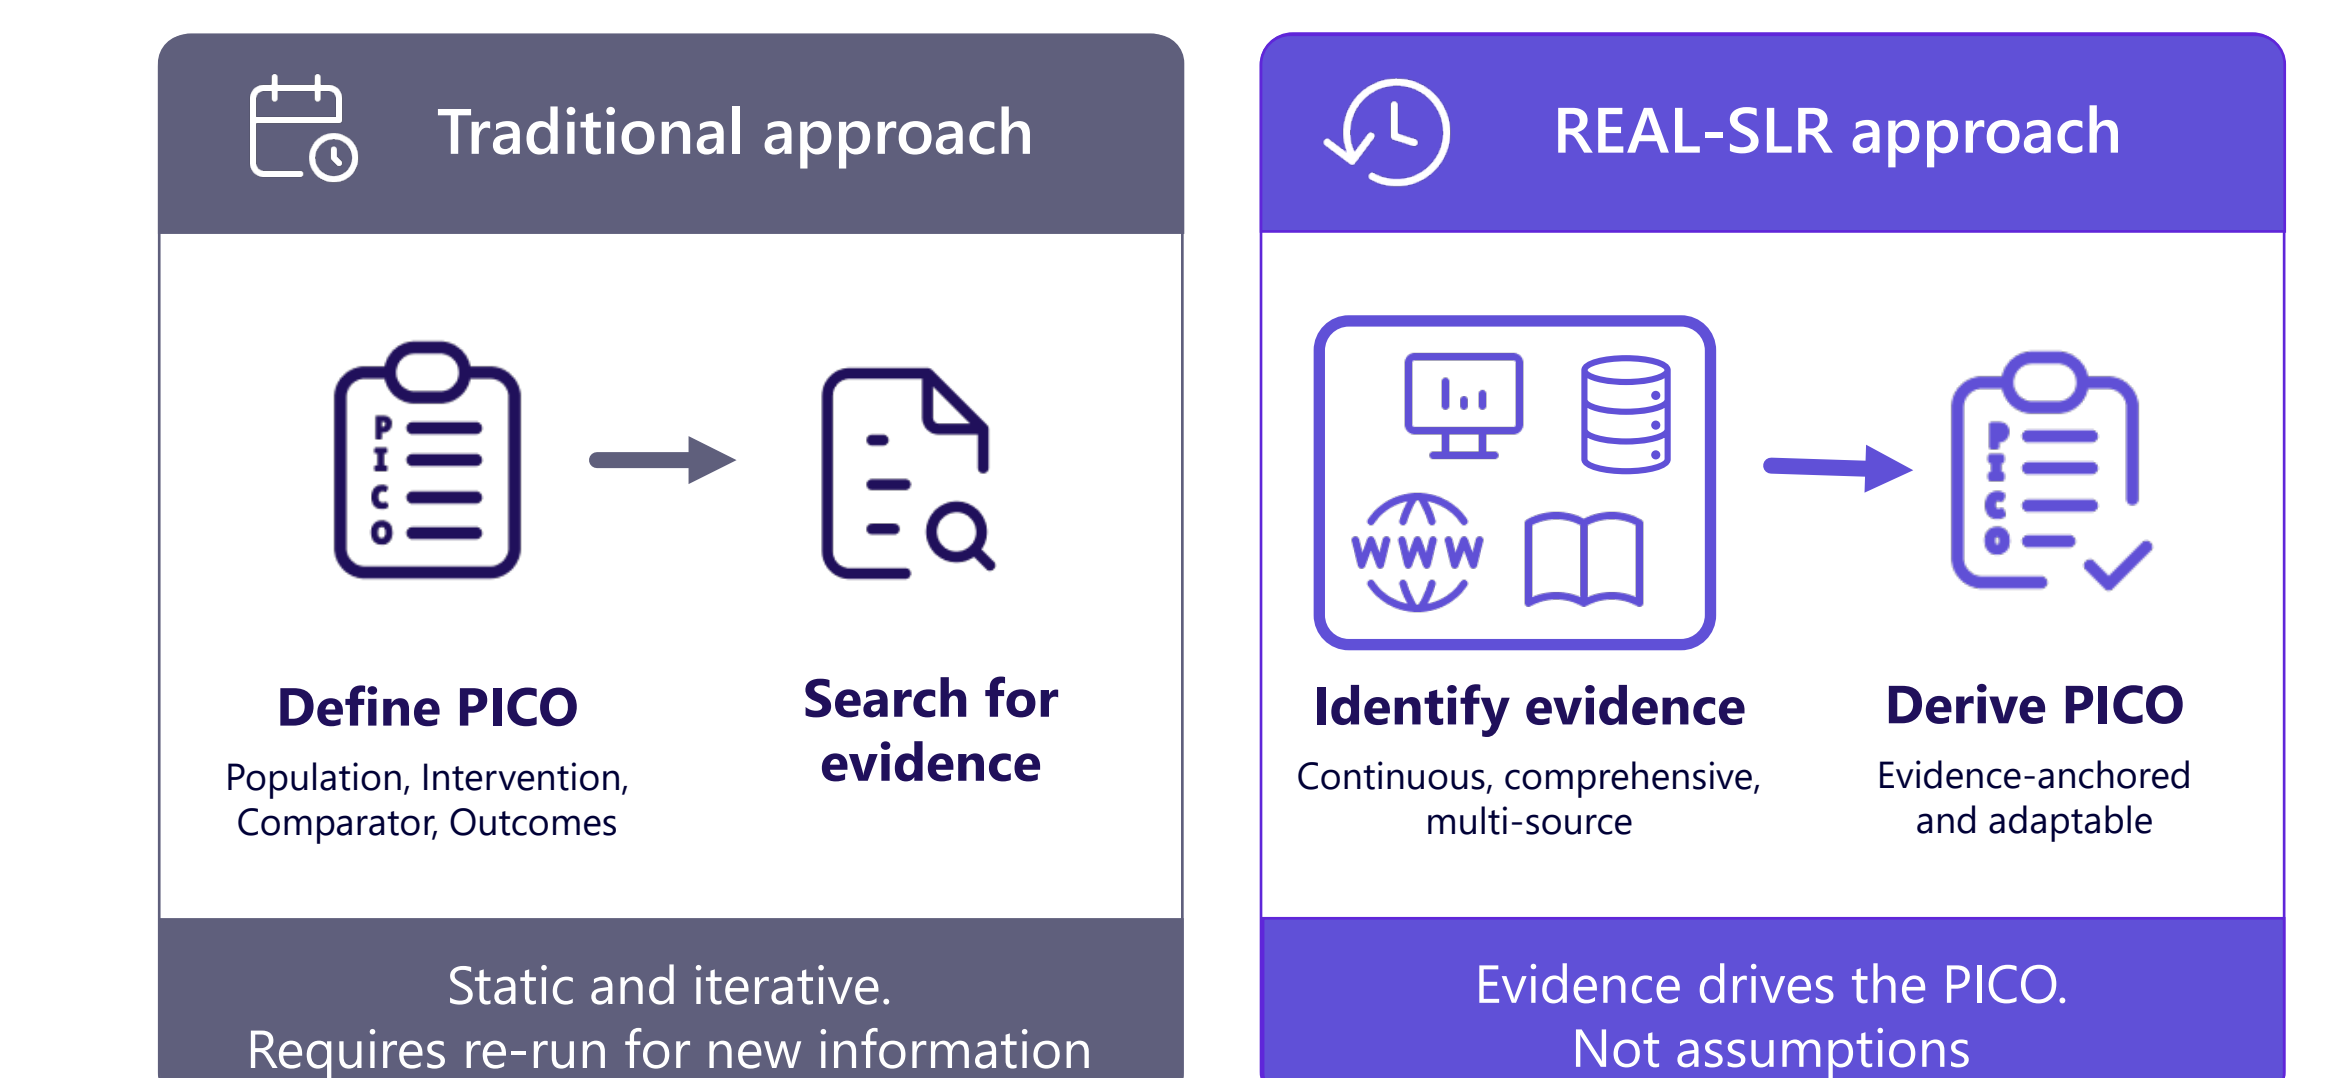 Traditional approach
P
I
C
O
Define PICO
Population, Intervention,
Comparator, Outcomes
Search for
evidence
Static and iterative.
Requires re-run for new information
REAL-SLR approach
WWW
Identify evidence
Continuous, comprehensive,
multi-source
P
I
C
O
Derive PICO
Evidence-anchored
and adaptable
Evidence drives the PICO.
Not assumptions